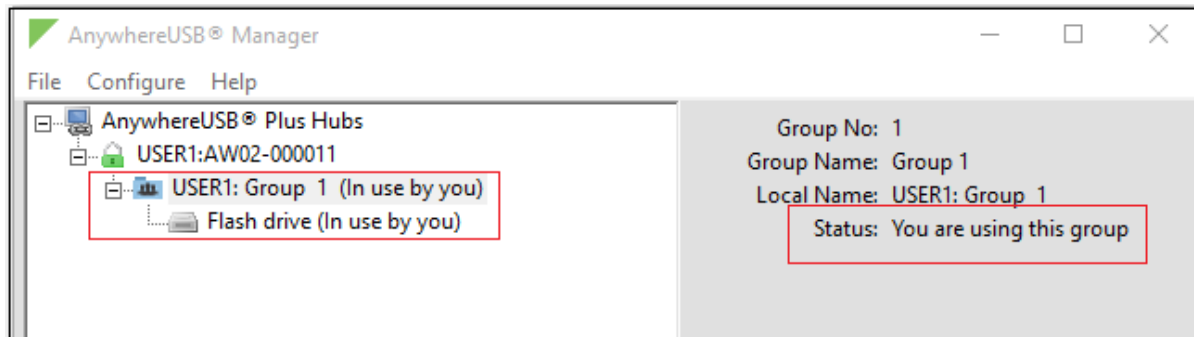 AnywhereUSB® Manager
File Configure Help
AnywhereUSB® Plus Hubs
USER1:AW02-000011
USER1: Group 1 (In use by you)
Flash drive (In use by you)
Group No: 1
Group Name: Group 1
Local Name: USER1: Group 1
Status: You are using this group